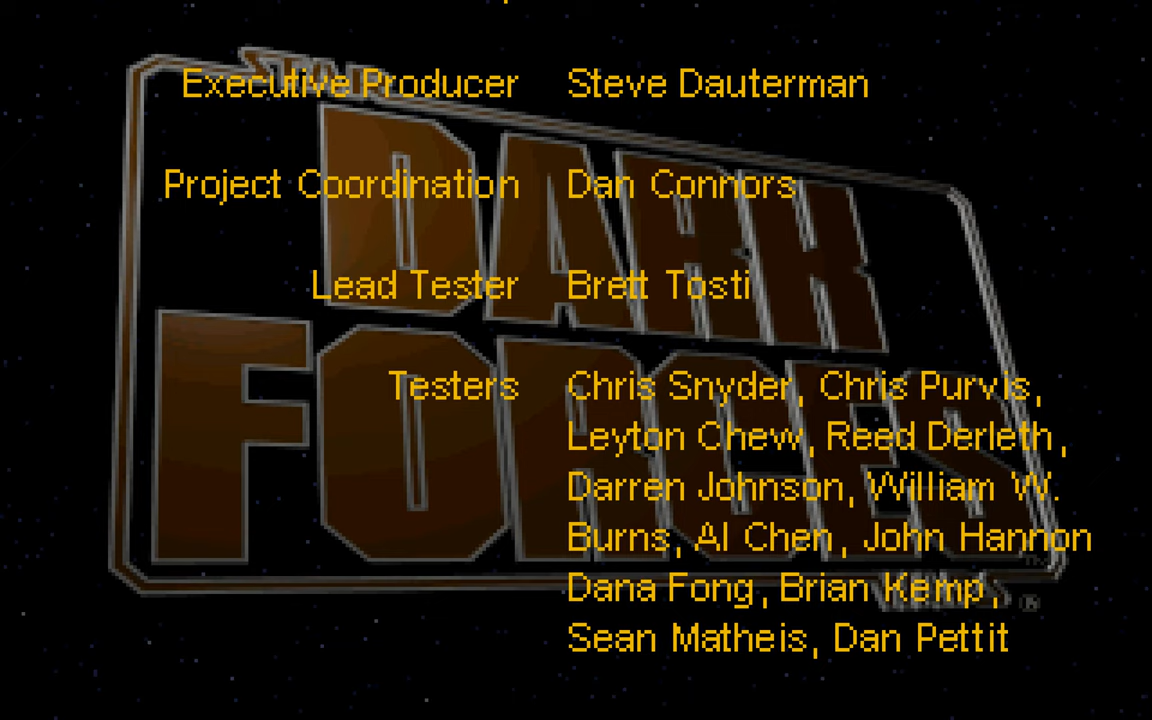 STAR
Executive Producer Steve Dauterman
DARK
Project Coordination Dan Connors
Lead Tester Brett Tosti
FORCES
Testers Chris Snyder, Chris Purvis,
Leyton Chew, Reed Derleth,
Darren Johnson, William W.
Burns, Al Chen, John Hannon
Dana Fong, Brian Kemp,
Sean Matheis, Dan Pettit